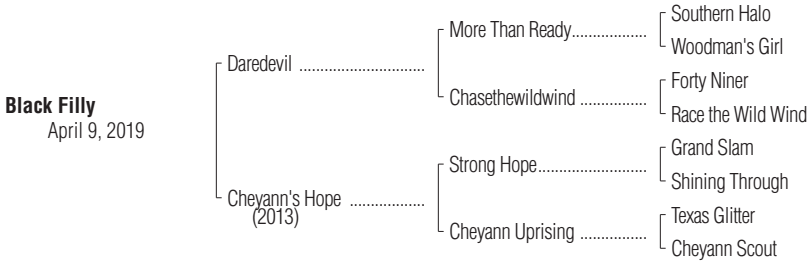 Southern Halo
More Than Ready..................
Woodman's Girl
Daredevil ..............................
Forty Niner
Chasethewildwind ................
Race the Wild Wind
Black Filly
April 9, 2019
Grand Slam
Strong Hope..........................
Shining Through
Cheyann's Hope ..................
(2013)
Texas Glitter
Cheyann Uprising ................
Cheyann Scout